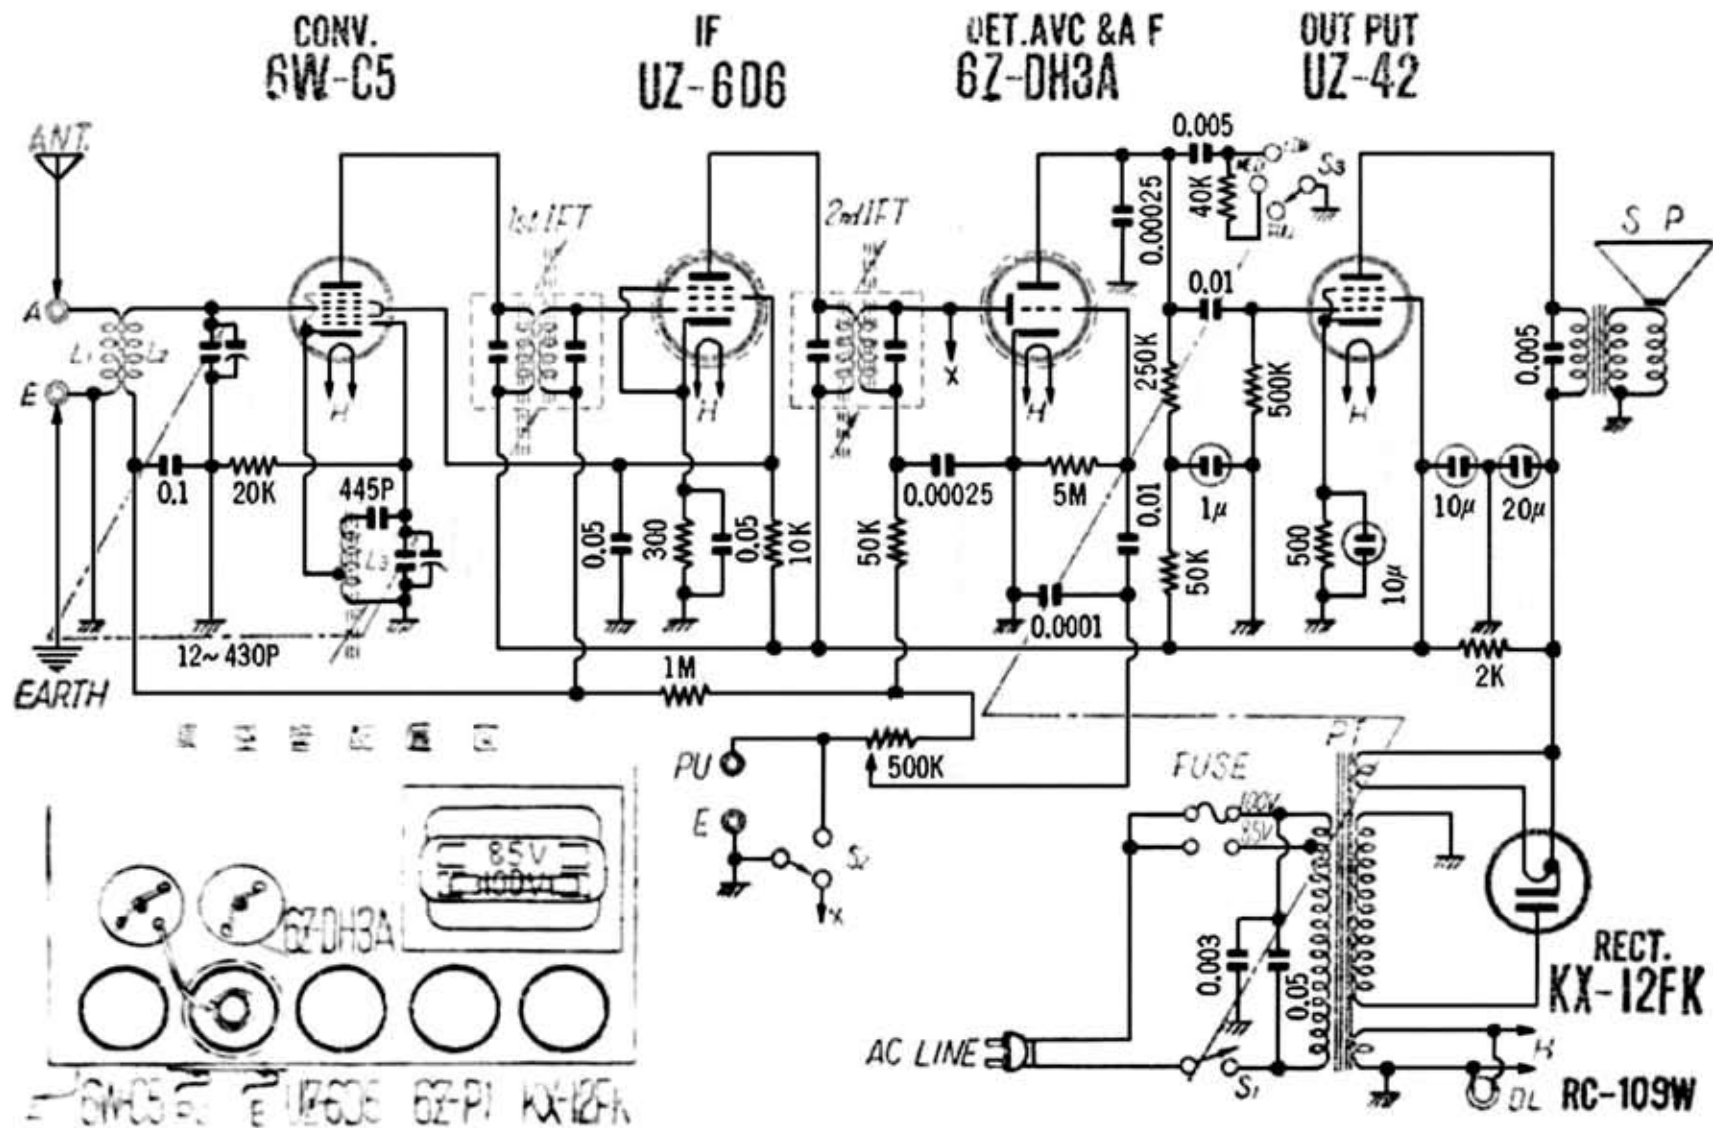 CONV.
6W-C5
IF
UZ-6D6
DET.AVC &A F
6Z-DH3A
OUT PUT
UZ-42
ANT.
0.005
MED
S3
40K
0.00025
1st IFT
2nd IFT
S P
A
L1
L2
E
H
H
H
H
X
0.01
250K
500K
0.005
0.1
20K
445P
L3
0.05
300
0.05
10K
50K
0.00025
5M
0.01
1μ
50K
500
10μ
10μ
20μ
0.0001
12~430P
EARTH
1M
2K
PU
500K
E
S2
X
FUSE
100V
85V
PT
0.003
0.05
AC LINE
S1
RECT.
KX-12FK
H
DL
RC-109W
85V
100V
6Z-DH3A
6W-C5
UZ-6D6
6Z-P1
KX-12FK